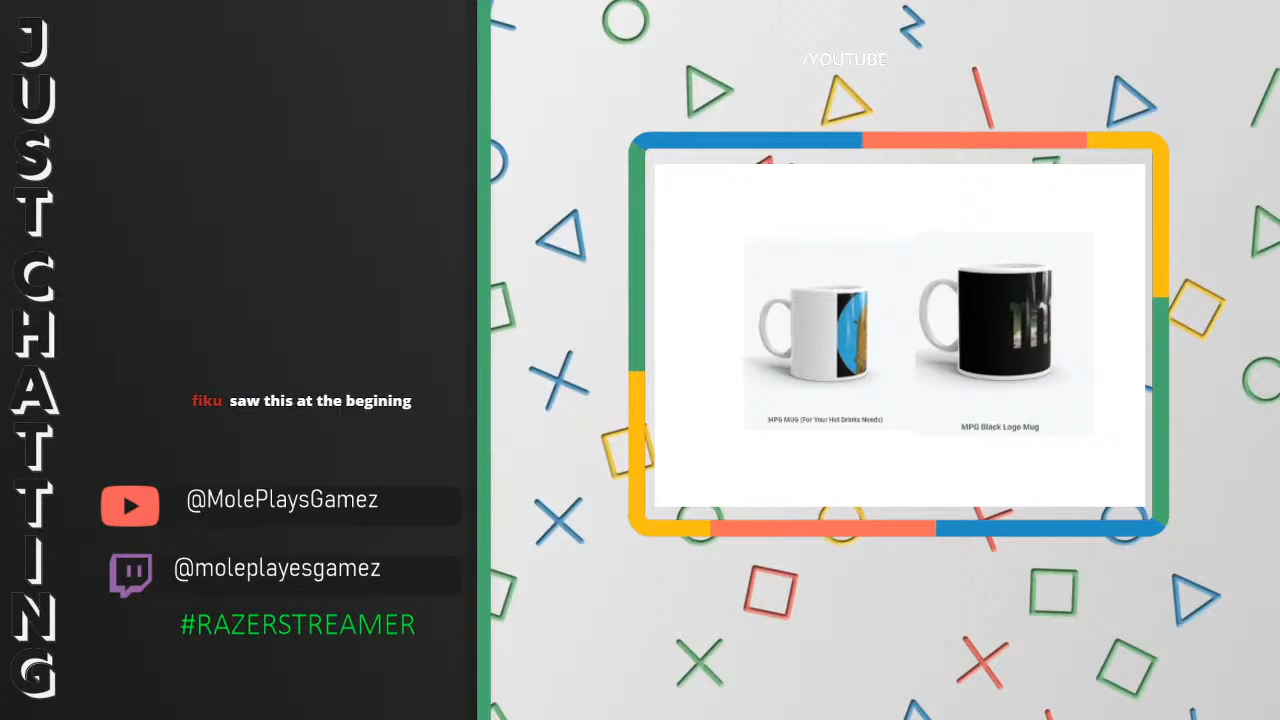 JUST CHATTING
/YOUTUBE
MPG MUG (For Your Hot Drinks Needs)
MPG Black Logo Mug
fiku saw this at the begining
@MolePlaysGamez
@moleplayesgamez
#RAZERSTREAMER